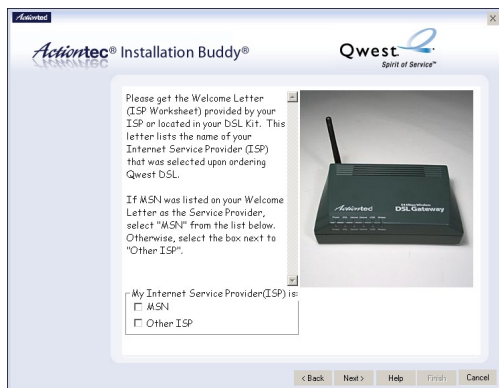 Actiontec
Actiontec® Installation Buddy®
Qwest
Spirit of Service™
Please get the Welcome Letter
(ISP Worksheet) provided by your
ISP or located in your DSL Kit. This
letter lists the name of your
Internet Service Provider (ISP)
that was selected upon ordering
Qwest DSL.
If MSN was listed on your Welcome
Letter as the Service Provider,
select "MSN" from the list below.
Otherwise, select the box next to
"Other ISP".
Actiontec
DSL Gateway
My Internet Service Provider(ISP) is:
MSN
Other ISP
< Back
Next >
Help
Finish
Cancel